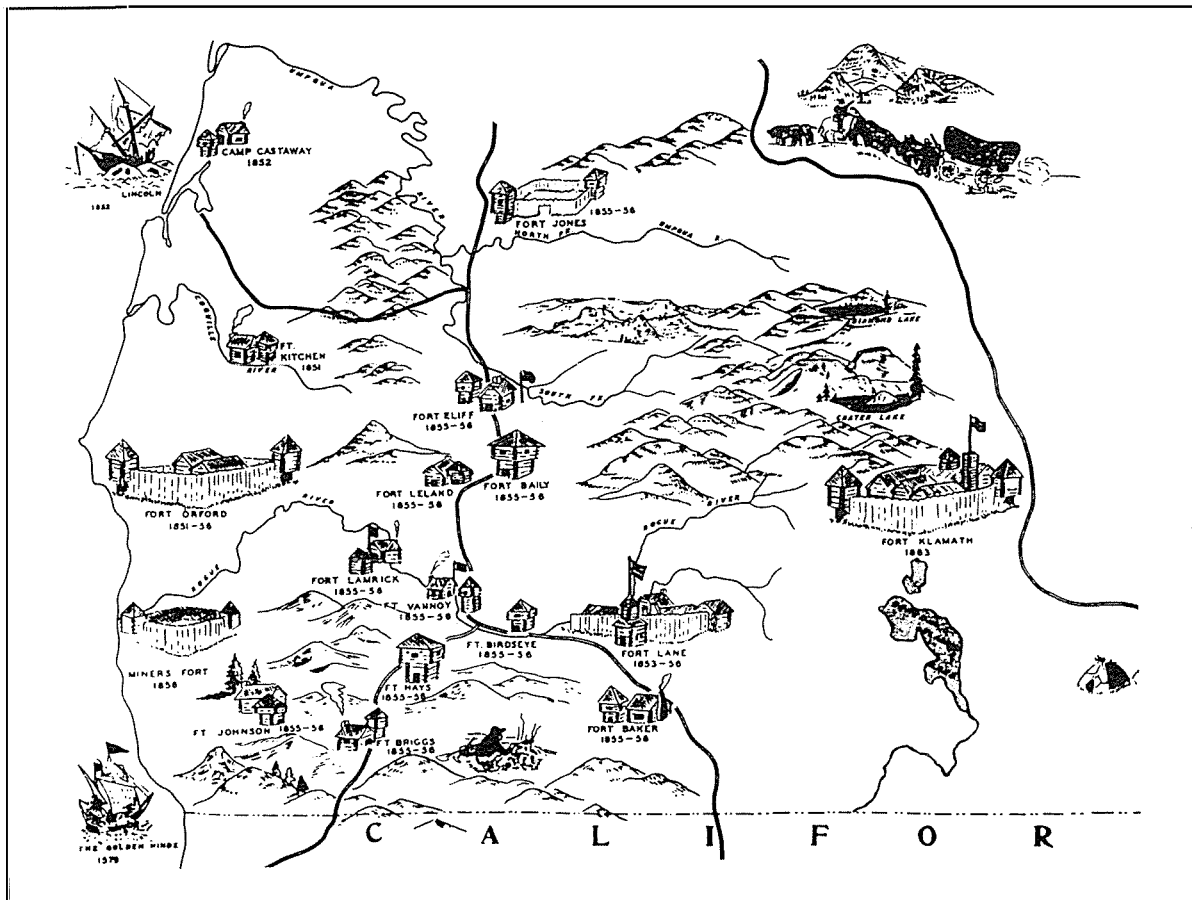 UMPQUA
CAMP CASTAWAY
1852
LINCOLN
1852
RIVER
FORT JONES
1855-56
NORTH FK.
UMPQUA R.
COQUILLE
RIVER
FT.
KITCHEN
1851
DIAMOND LAKE
CRATER LAKE
SOUTH FK.
FORT ELIFF
1855-56
FORT BAILY
1855-56
FORT LELAND
1855-56
FORT ORFORD
1851-56
RIVER
ROGUE
ROGUE
RIVER
FORT KLAMATH
1863
FORT LAMRICK
1855-56
FT VANNOY
1855-56
FT. BIRDSEYE
1855-56
FORT LANE
1853-56
MINERS FORT
1856
FT HAYS
1855-56
FT JOHNSON 1855-56
FT BRIGGS
1855-56
FORT BAKER
1855-56
THE GOLDEN HINDE
1579
C A L I F O R